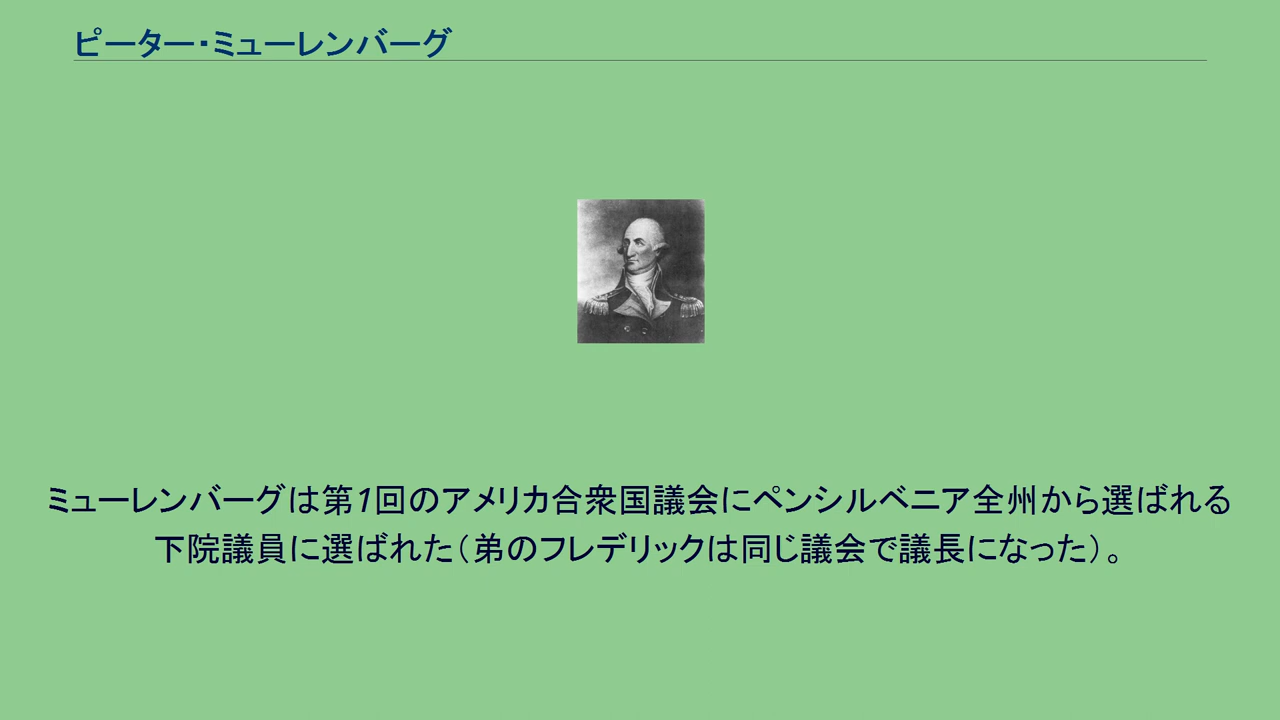 ピーター・ミューレンバーグ
ミューレンバーグは第1回のアメリカ合衆国議会にペンシルベニア全州から選ばれる
下院議員に選ばれた（弟のフレデリックは同じ議会で議長になった）。